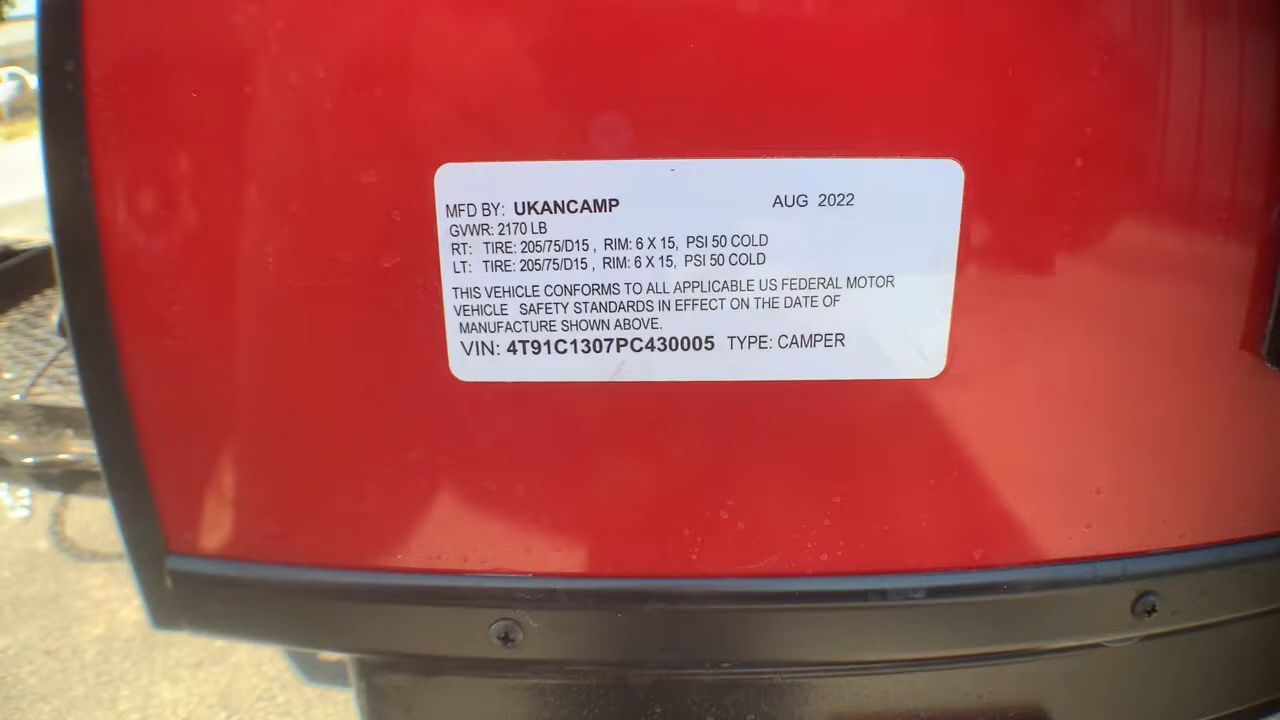 MFD BY: UKANCAMP AUG 2022
GVWR: 2170 LB
RT: TIRE: 205/75/D15 , RIM: 6 X 15, PSI 50 COLD
LT: TIRE: 205/75/D15 , RIM: 6 X 15, PSI 50 COLD
THIS VEHICLE CONFORMS TO ALL APPLICABLE US FEDERAL MOTOR
VEHICLE SAFETY STANDARDS IN EFFECT ON THE DATE OF
MANUFACTURE SHOWN ABOVE.
VIN: 4T91C1307PC430005 TYPE: CAMPER